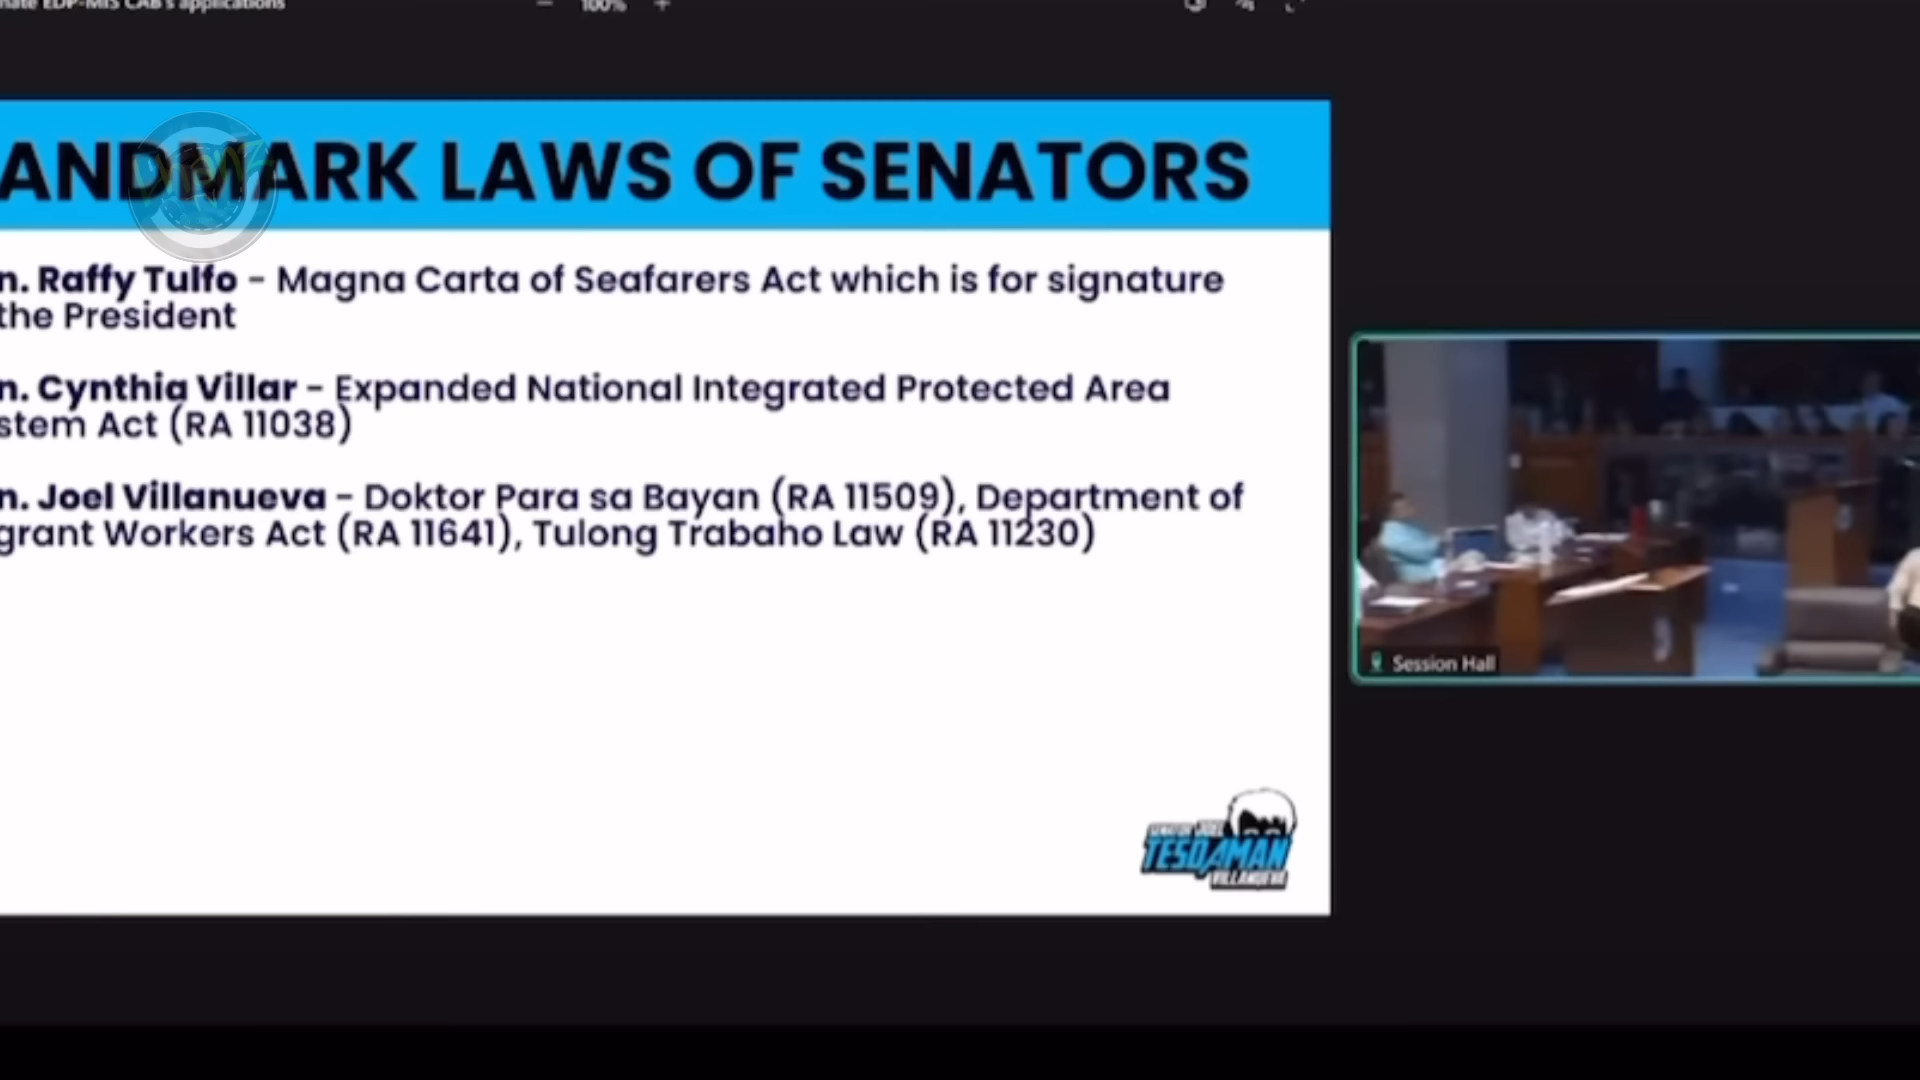 nate EDP-MIS CAB's applications
100%
ANDMARK LAWS OF SENATORS
n. Raffy Tulfo - Magna Carta of Seafarers Act which is for signature
the President
n. Cynthia Villar - Expanded National Integrated Protected Area
stem Act (RA 11038)
n. Joel Villanueva - Doktor Para sa Bayan (RA 11509), Department of
grant Workers Act (RA 11641), Tulong Trabaho Law (RA 11230)
Session Hall
SENATOR JOEL
TESDAMAN
VILLANUEVA